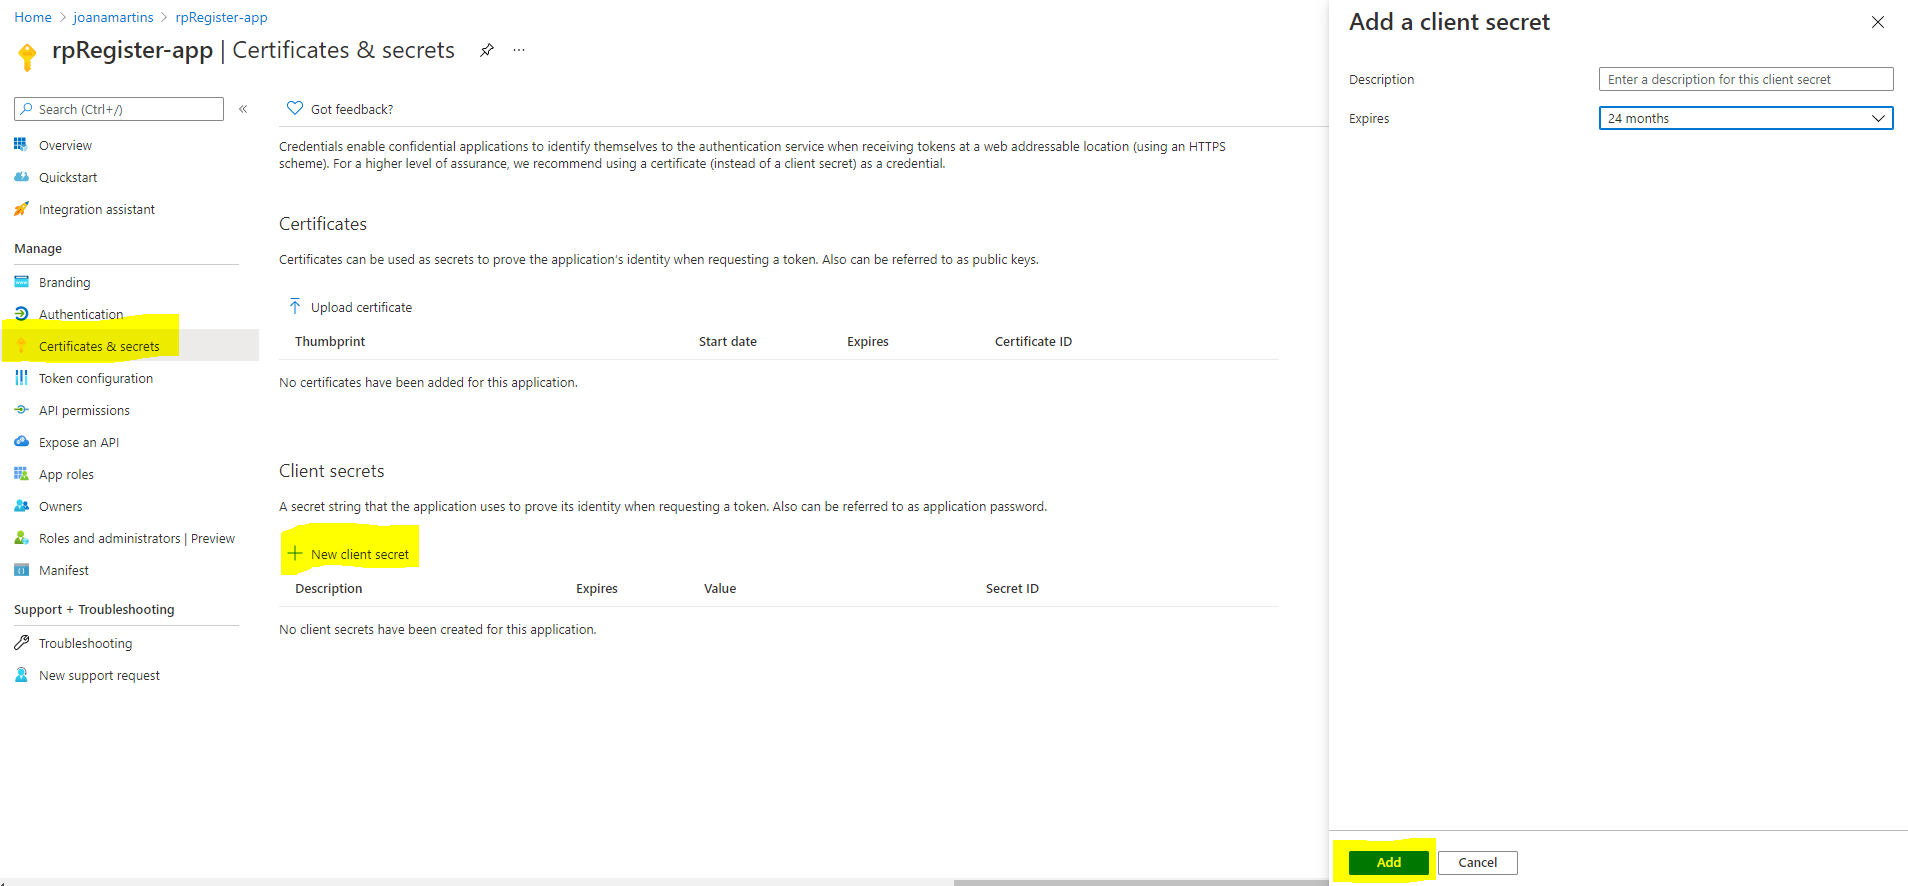 Home > joanamartins > rpRegister-app
rpRegister-app | Certificates & secrets
Search (Ctrl+/)
Overview
Quickstart
Integration assistant
Manage
Branding
Authentication
Certificates & secrets
Token configuration
API permissions
Expose an API
App roles
Owners
Roles and administrators | Preview
Manifest
Support + Troubleshooting
Troubleshooting
New support request
Got feedback?
Credentials enable confidential applications to identify themselves to the authentication service when receiving tokens at a web addressable location (using an HTTPS
scheme). For a higher level of assurance, we recommend using a certificate (instead of a client secret) as a credential.
Certificates
Certificates can be used as secrets to prove the application's identity when requesting a token. Also can be referred to as public keys.
Upload certificate
Thumbprint Start date Expires Certificate ID
No certificates have been added for this application.
Client secrets
A secret string that the application uses to prove its identity when requesting a token. Also can be referred to as application password.
New client secret
Description Expires Value Secret ID
No client secrets have been created for this application.
Add a client secret
Description Enter a description for this client secret
Expires 24 months
Add Cancel